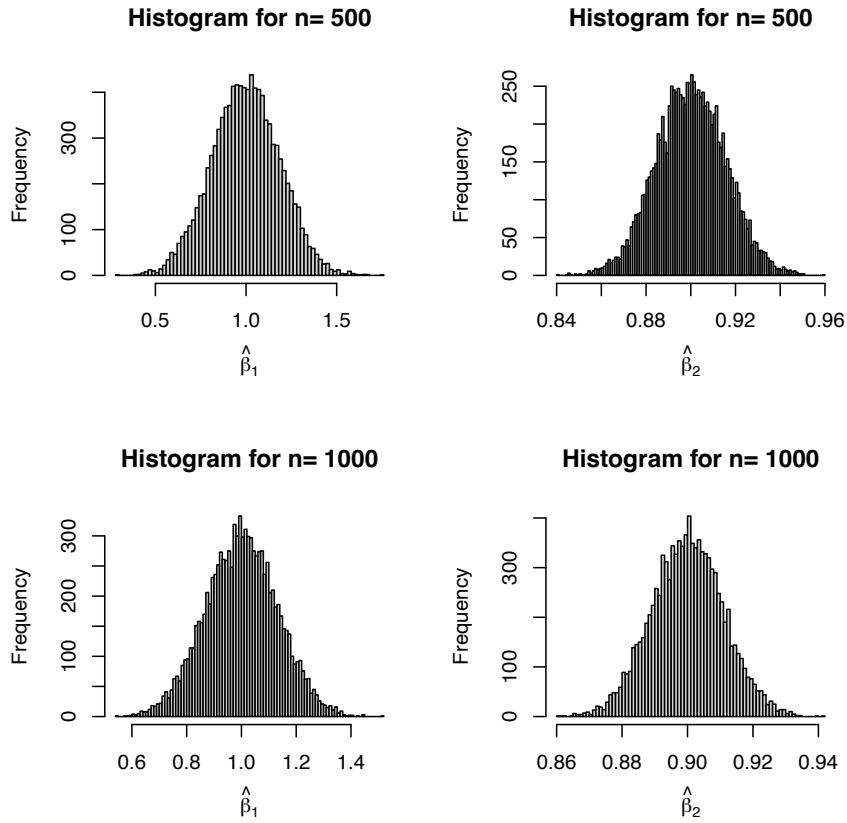 Histogram for n= 500
Frequency
0
100
300
0.5
1.0
1.5
β̂1
Histogram for n= 500
Frequency
0
50
150
250
0.84
0.88
0.92
0.96
β̂2
Histogram for n= 1000
Frequency
0
100
200
300
0.6
0.8
1.0
1.2
1.4
β̂1
Histogram for n= 1000
Frequency
0
100
300
0.86
0.88
0.90
0.92
0.94
β̂2